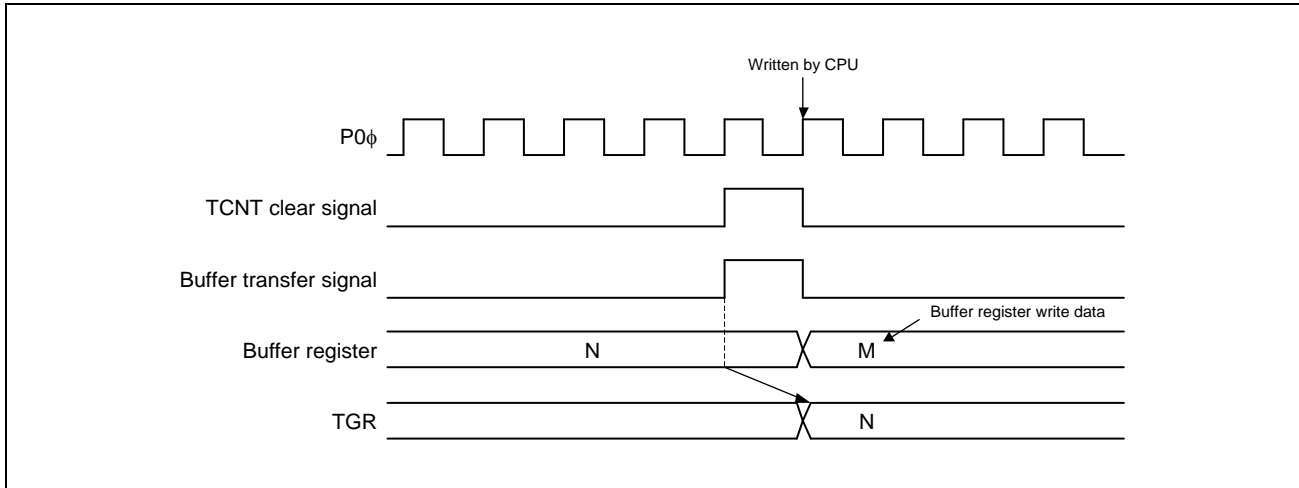 Written by CPU
P0ϕ
TCNT clear signal
Buffer transfer signal
Buffer register write data
Buffer register
N
M
TGR
N